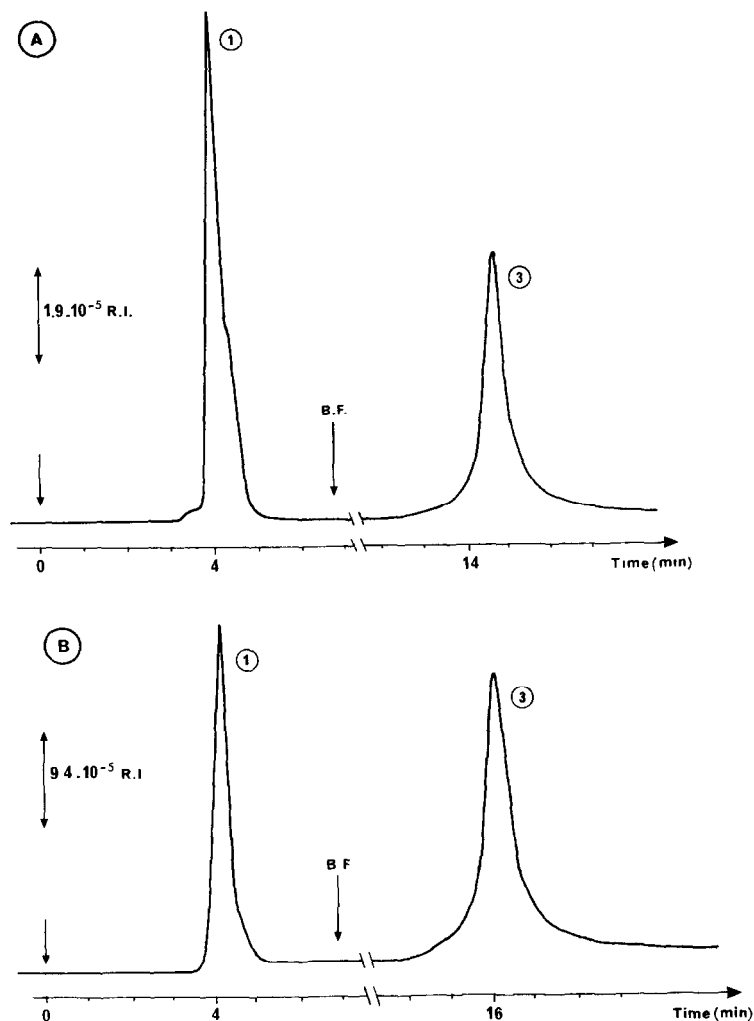 A
1
3
1.9.10⁻⁵ R.I.
B.F.
0 4 14 Time (min)
B
1
3
9 4.10⁻⁵ R.I
B F
0 4 16 Time (min)